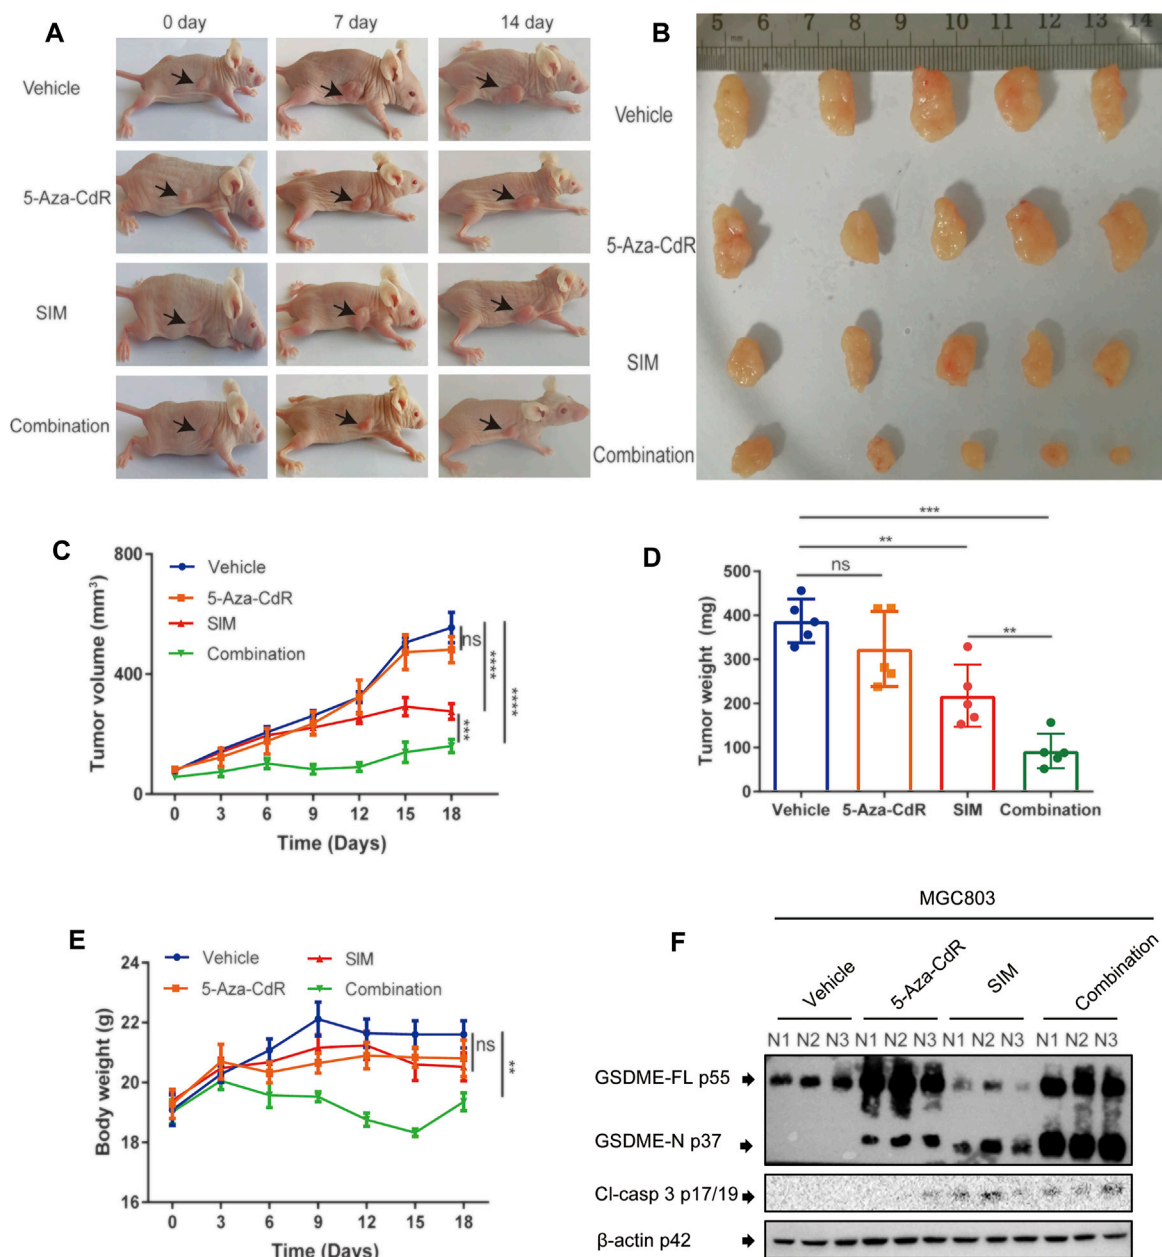 A
0 day 7 day 14 day
Vehicle
5-Aza-CdR
SIM
Combination
B
5 6 7 8 9 10 11 12 13 14
Vehicle
5-Aza-CdR
SIM
Combination
C
Vehicle
5-Aza-CdR
SIM
Combination
Tumor volume (mm³)
800
400
0
0 3 6 9 12 15 18
Time (Days)
ns
****
****
***
D
***
**
ns
**
Tumor weight (mg)
500
400
300
200
100
0
Vehicle 5-Aza-CdR SIM Combination
E
Vehicle SIM
5-Aza-CdR Combination
Body weight (g)
24
22
20
18
16
0 3 6 9 12 15 18
Time (Days)
ns
**
F
MGC803
Vehicle 5-Aza-CdR SIM Combination
N1 N2 N3 N1 N2 N3 N1 N2 N3 N1 N2 N3
GSDME-FL p55
GSDME-N p37
Cl-casp 3 p17/19
β-actin p42